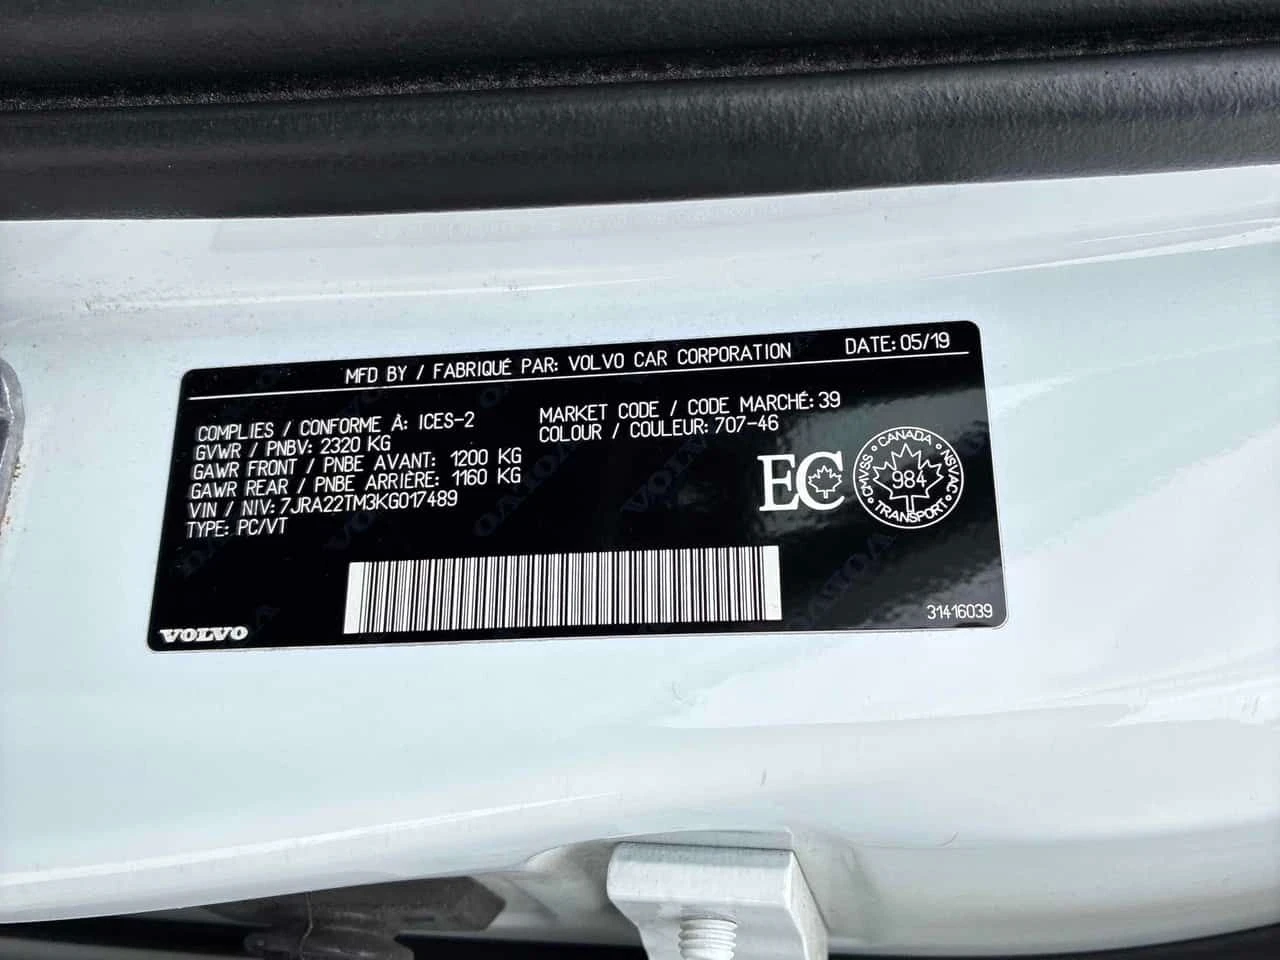 MFD BY / FABRIQUÉ PAR: VOLVO CAR CORPORATION DATE: 05/19
COMPLIES / CONFORME À: ICES-2
GVWR / PNBV: 2320 KG
GAWR FRONT / PNBE AVANT: 1200 KG
GAWR REAR / PNBE ARRIÈRE: 1160 KG
VIN / NIV: 7JRA22TM3KG017489
TYPE: PC/VT
MARKET CODE / CODE MARCHÉ: 39
COLOUR / COULEUR: 707-46
EC
CANADA
CMVSS
984
NSVAC
TRANSPORT
VOLVO
31416039